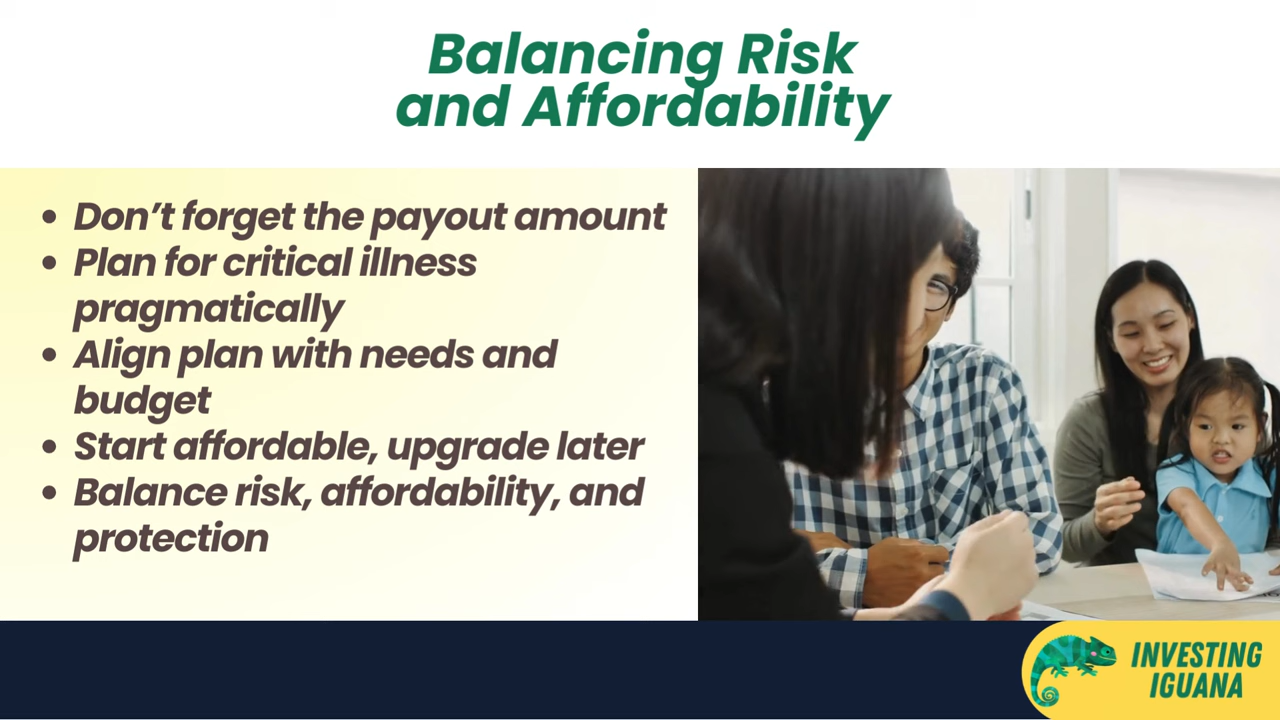 Balancing Risk
and Affordability
• Don’t forget the payout amount
• Plan for critical illness
pragmatically
• Align plan with needs and
budget
• Start affordable, upgrade later
• Balance risk, affordability, and
protection
INVESTING
IGUANA